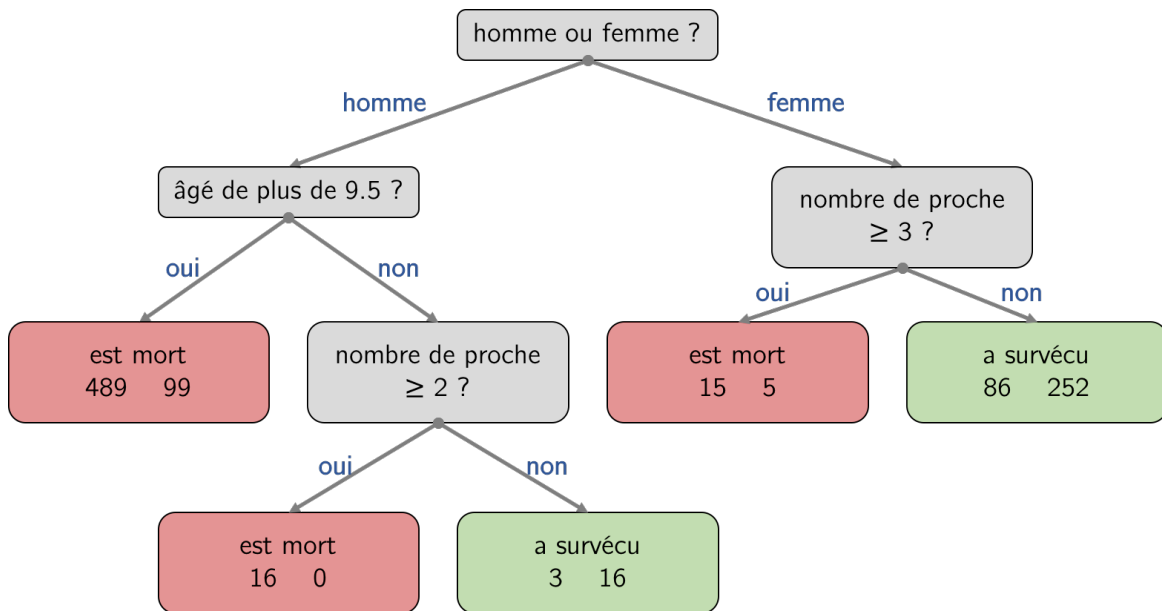 homme ou femme ?
homme
femme
âgé de plus de 9.5 ?
nombre de proche
≥ 3 ?
oui
non
oui
non
est mort
489 99
nombre de proche
≥ 2 ?
est mort
15 5
a survécu
86 252
oui
non
est mort
16 0
a survécu
3 16